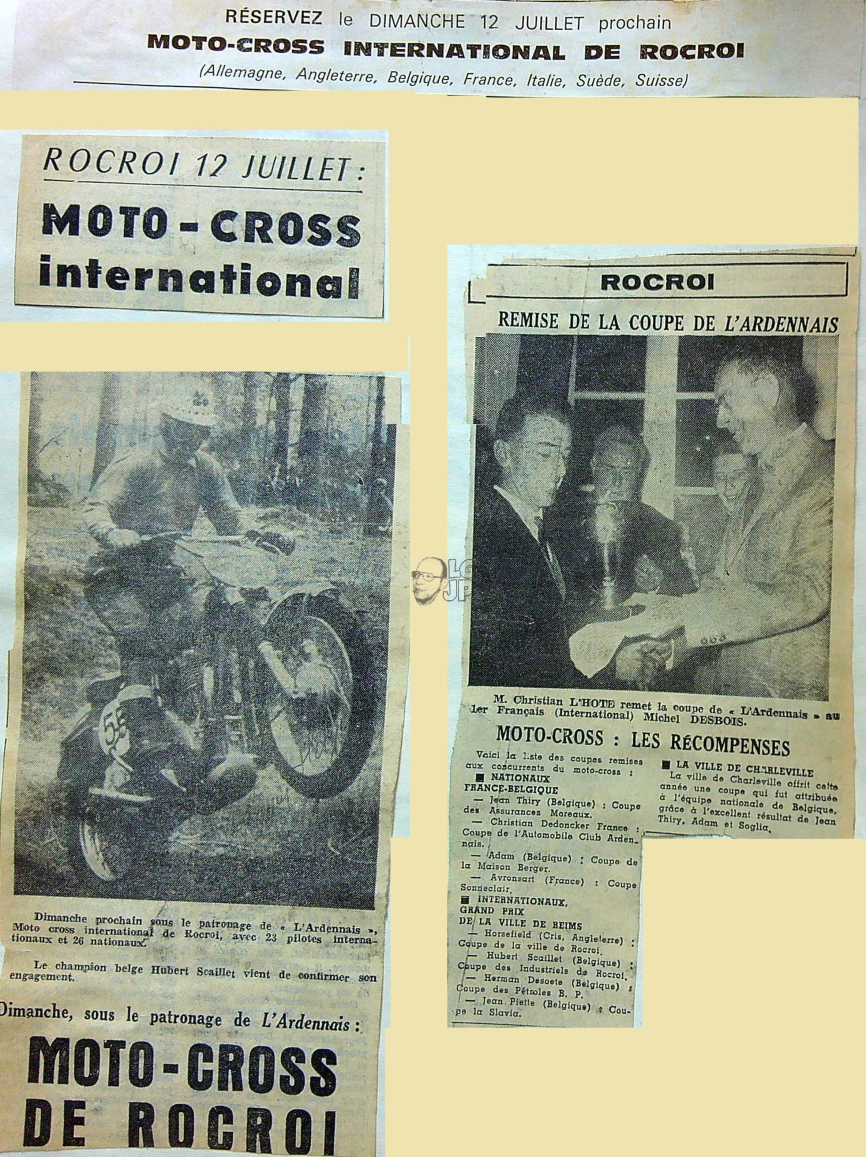 RÉSERVEZ le DIMANCHE 12 JUILLET prochain
MOTO-CROSS INTERNATIONAL DE ROCROI
(Allemagne, Angleterre, Belgique, France, Italie, Suède, Suisse)
ROCROI 12 JUILLET :
MOTO - CROSS
international
55
Dimanche prochain sous le patronage de « L'Ardennais »,
Moto cross international de Rocroi, avec 23 pilotes interna-
tionaux et 26 nationaux.
Le champion belge Hubert Scaillet vient de confirmer son
engagement.
Dimanche, sous le patronage de L'Ardennais :
MOTO-CROSS
DE ROCROI
ROCROI
REMISE DE LA COUPE DE L'ARDENNAIS
M. Christian L'HOTE remet la coupe de « L'Ardennais » au
1er Français (International) Michel DESBOIS.
MOTO-CROSS : LES RÉCOMPENSES
Voici la liste des coupes remises
aux concurrents du moto-cross :
■ NATIONAUX
FRANCE-BELGIQUE
— Jean Thiry (Belgique) : Coupe
des Assurances Moreaux.
— Christian Dedoncker France :
Coupe de l'Automobile Club Arden-
nais.
— Adam (Belgique) : Coupe de
la Maison Berger.
— Avronsart (France) : Coupe
Sonneclair.
■ INTERNATIONAUX.
GRAND PRIX
DE LA VILLE DE REIMS
— Horsefield (Cris, Angleterre) :
Coupe de la ville de Rocroi.
— Hubert Scaillet (Belgique) :
Coupe des Industriels de Rocroi.
— Herman Desoete (Belgique) :
Coupe des Pétroles B. P.
— Jean Piette (Belgique) : Cou-
pe la Slavia.
■ LA VILLE DE CHARLEVILLE
La ville de Charleville offrit cette
année une coupe qui fut attribuée
à l'équipe nationale de Belgique,
grâce à l'excellent résultat de Jean
Thiry, Adam et Soglia.